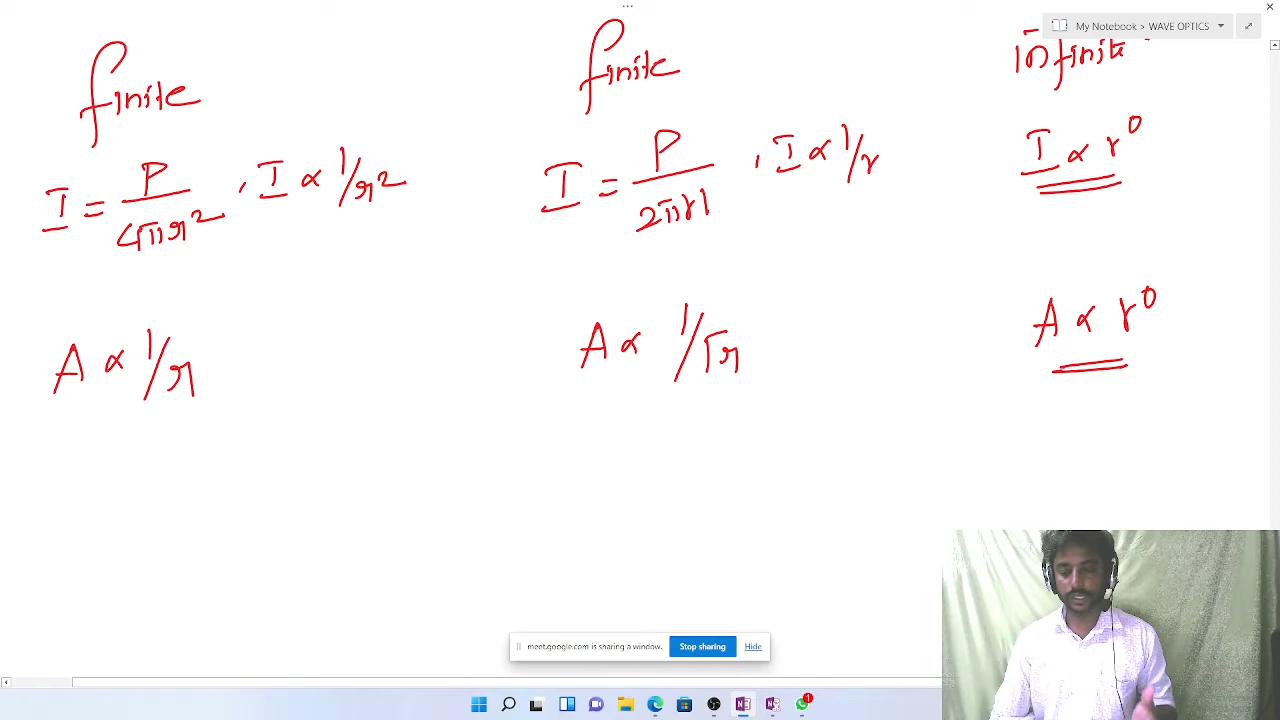 My Notebook > WAVE OPTICS
finite
finite
infinite
I = P/4πr² , I ∝ 1/r²
I = P/2πrl , I ∝ 1/r
I ∝ r⁰
A ∝ 1/r
A ∝ 1/√r
A ∝ r⁰
meet.google.com is sharing a window.
Stop sharing
Hide
1